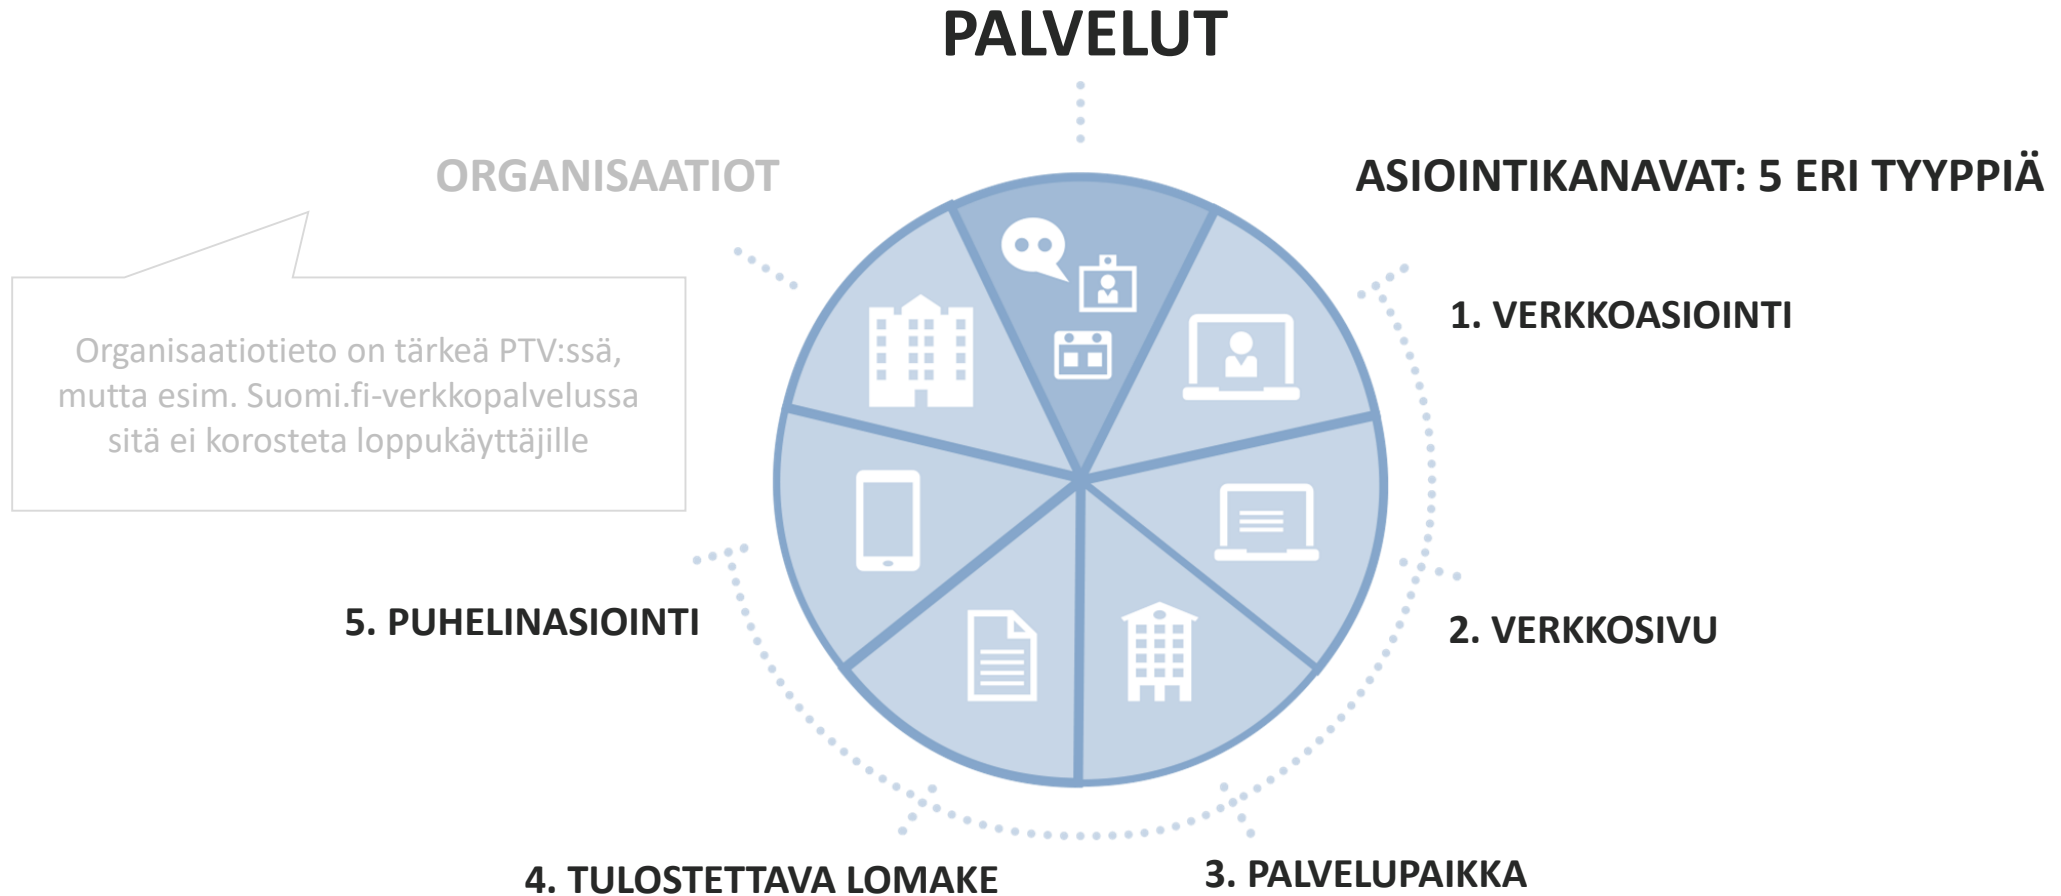 PALVELUT
ORGANISAATIOT
ASIOINTIKANAVAT: 5 ERI TYYPPIÄ
Organisaatiotieto on tärkeä PTV:ssä,
mutta esim. Suomi.fi-verkkopalvelussa
sitä ei korosteta loppukäyttäjille
1. VERKKOASIOINTI
2. VERKKOSIVU
3. PALVELUPAIKKA
4. TULOSTETTAVA LOMAKE
5. PUHELINASIOINTI